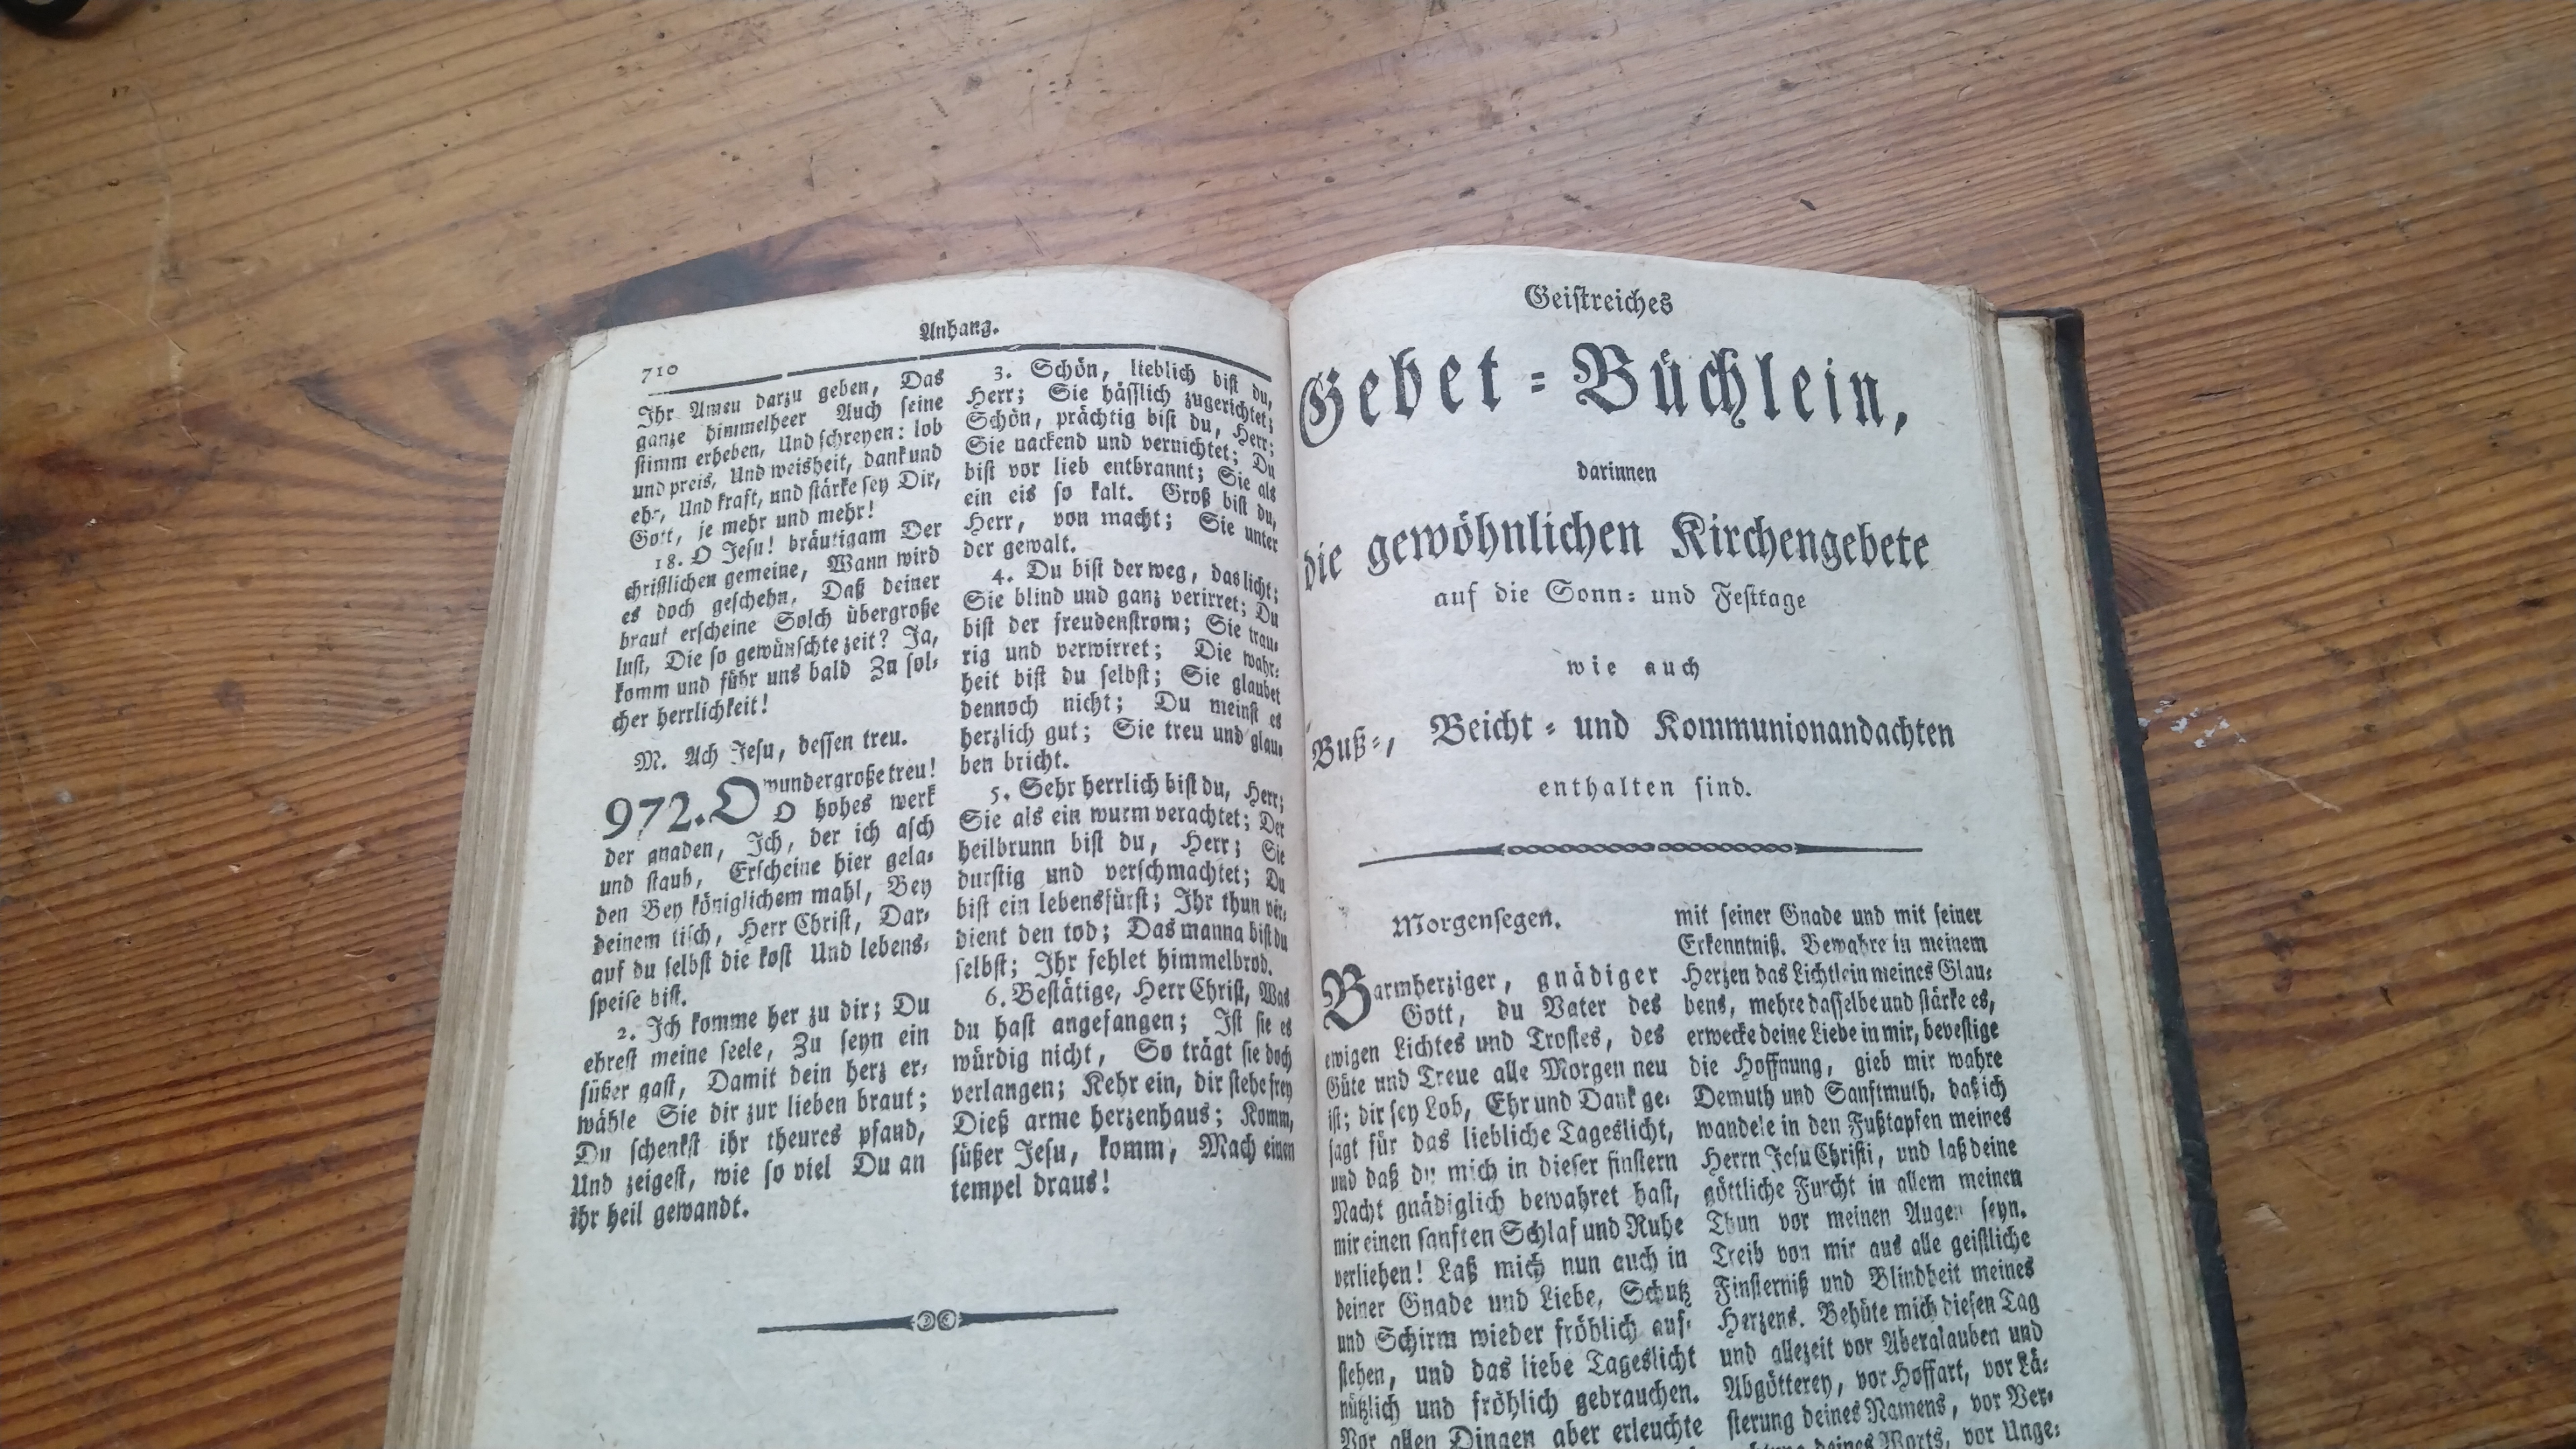 710
Anhang.
Ihr Amen darzu geben, Das
ganze himmelheer Auch seine
stimm erheben, Und schreyen: lob
und preis, Und weisheit, dank und
ehr, Und kraft, und stärke sey Dir,
Gott, je mehr und mehr!
18. O Jesu! bräutigam Der
christlichen gemeine, Wann wird
es doch geschehn, Daß deiner
braut erscheine Solch übergroße
lust, Die so gewünschte zeit? Ja,
komm und führ uns bald Zu sol-
cher herrlichkeit!
M. Ach Jesu, dessen treu.
972. O wundergroße treu!
O hohes werk
der gnaden, Ich, der ich asch
und staub, Erscheine hier gela-
den Bey königlichem mahl, Bey
deinem tisch, Herr Christ, Dar-
auf du selbst die kost Und lebens-
speise bist.
2. Ich komme her zu dir; Du
ehrest meine seele, Zu seyn ein
süßer gast, Damit dein herz er-
wähle Sie dir zur lieben braut;
Du schenkst ihr theures pfand,
Und zeigest, wie so viel Du an
ihr heil gewandt.
3. Schön, lieblich bist du,
Herr; Sie hässlich zugerichtet;
Schön, prächtig bist du, Herr;
Sie nackend und vernichtet; Du
bist vor lieb entbrannt; Sie als
ein eis so kalt. Groß bist du,
Herr, von macht; Sie unter
der gewalt.
4. Du bist der weg, das licht;
Sie blind und ganz verirret; Du
bist der freudenstrom; Sie trau-
rig und verwirret; Die wahr-
heit bist du selbst; Sie glaubet
dennoch nicht; Du meinst es
herzlich gut; Sie treu und glau-
ben bricht.
5. Sehr herrlich bist du, Herr;
Sie als ein wurm verachtet; Der
heilbrunn bist du, Herr; Sie
durstig und verschmachtet; Du
bist ein lebensfürst; Ihr thun ver-
dient den tod; Das manna bist du
selbst; Ihr fehlet himmelbrod.
6. Bestätige, Herr Christ, Was
du hast angefangen; Ist sie es
würdig nicht, So trägt sie doch
verlangen; Kehr ein, dir stehe frey
Dieß arme herzenhaus; Komm,
süßer Jesu, komm, Mach einen
tempel draus!
Geistreiches
Gebet-Büchlein,
darinnen
die gewöhnlichen Kirchengebete
auf die Sonn- und Festtage
wie auch
Buß-, Beicht- und Kommunionandachten
enthalten sind.
Morgensegen.
Barmherziger, gnädiger
Gott, du Vater des
ewigen Lichtes und Trostes, des
Güte und Treue alle Morgen neu
ist; dir sey Lob, Ehr und Dank ge-
sagt für das liebliche Tageslicht,
und daß du mich in dieser finstern
Nacht gnädiglich bewahret hast,
mir einen sanften Schlaf und Ruhe
verliehen! Laß mich nun auch in
deiner Gnade und Liebe, Schutz
und Schirm wieder fröhlich auf-
stehen, und das liebe Tageslicht
nützlich und fröhlich gebrauchen.
Vor allen Dingen aber erleuchte
mit seiner Gnade und mit seiner
Erkenntniß. Bewahre in meinem
Herzen das Lichtlein meines Glau-
bens, mehre dasselbe und stärke es,
erwecke deine Liebe in mir, bevestige
die Hoffnung, gieb mir wahre
Demuth und Sanftmuth, daß ich
wandele in den Fußtapfen meines
Herrn Jesu Christi, und laß deine
göttliche Furcht in allem meinen
Thun vor meinen Augen seyn.
Treib von mir aus alle geistliche
Finsterniß und Blindheit meines
Herzens. Behüte mich diesen Tag
und allezeit vor Aberglauben und
Abgötterey, vor Hoffart, vor Lä-
sterung deines Namens, vor Ver-
deines Worts, vor Unge-